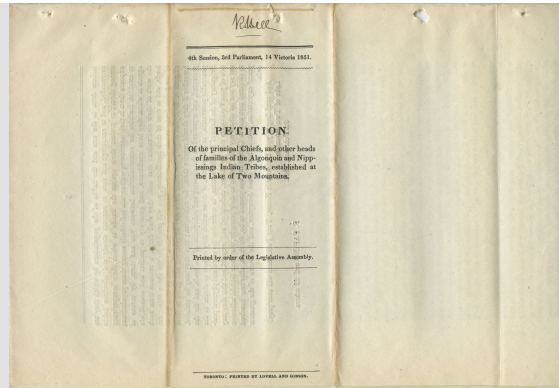 4th Session, 3rd Parliament, 14 Victoria 1851.
PETITION
Of the principal Chiefs, and other heads
of families of the Algonquin and Nipp-
issings Indian Tribes, established at
the Lake of Two Mountains.
Printed by order of the Legislative Assembly.
TORONTO: PRINTED BY LOVELL AND GIBSON.